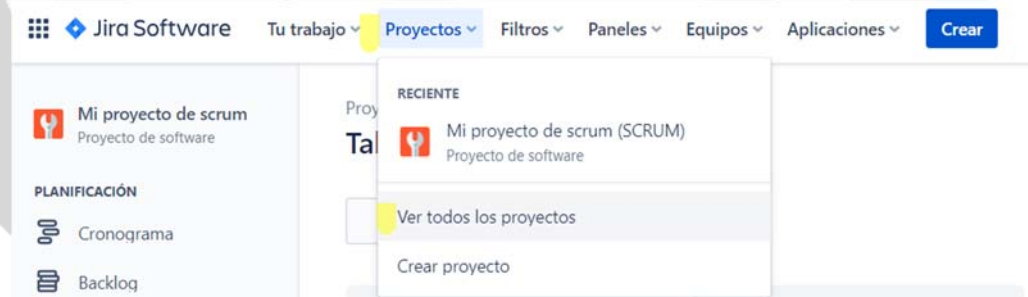 Jira Software Tu trabajo Proyectos Filtros Paneles Equipos Aplicaciones Crear
Mi proyecto de scrum
Proyecto de software
PLANIFICACIÓN
Cronograma
Backlog
Proy
RECIENTE
Mi proyecto de scrum (SCRUM)
Proyecto de software
Ver todos los proyectos
Crear proyecto